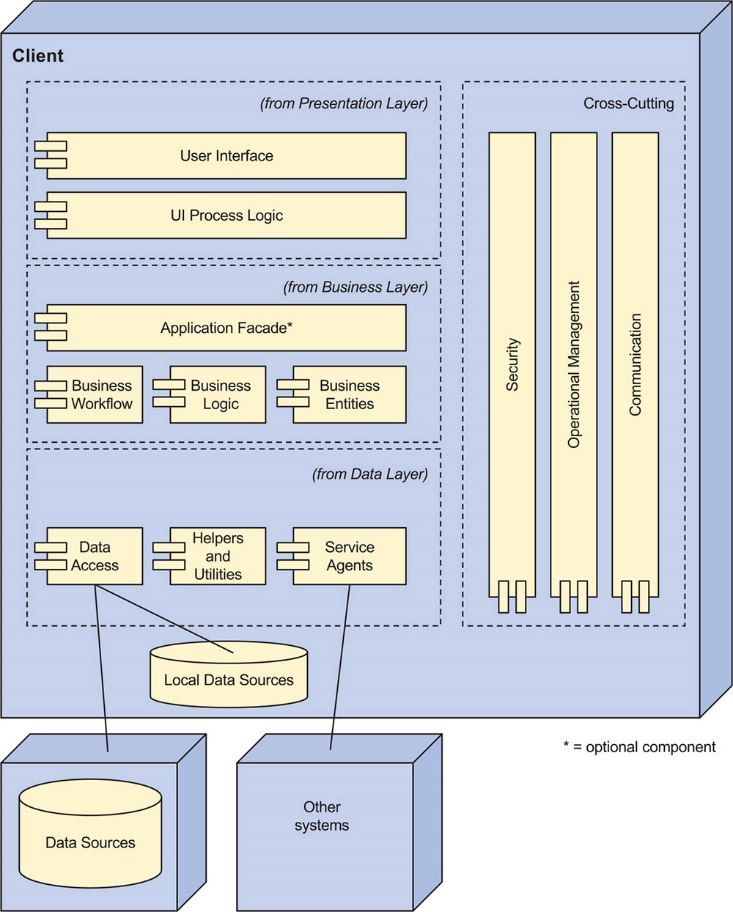 Client
(from Presentation Layer)
User Interface
UI Process Logic
(from Business Layer)
Application Facade*
Business
Workflow
Business
Logic
Business
Entities
(from Data Layer)
Data
Access
Helpers
and
Utilities
Service
Agents
Cross-Cutting
Security
Operational Management
Communication
Local Data Sources
* = optional component
Data Sources
Other
systems